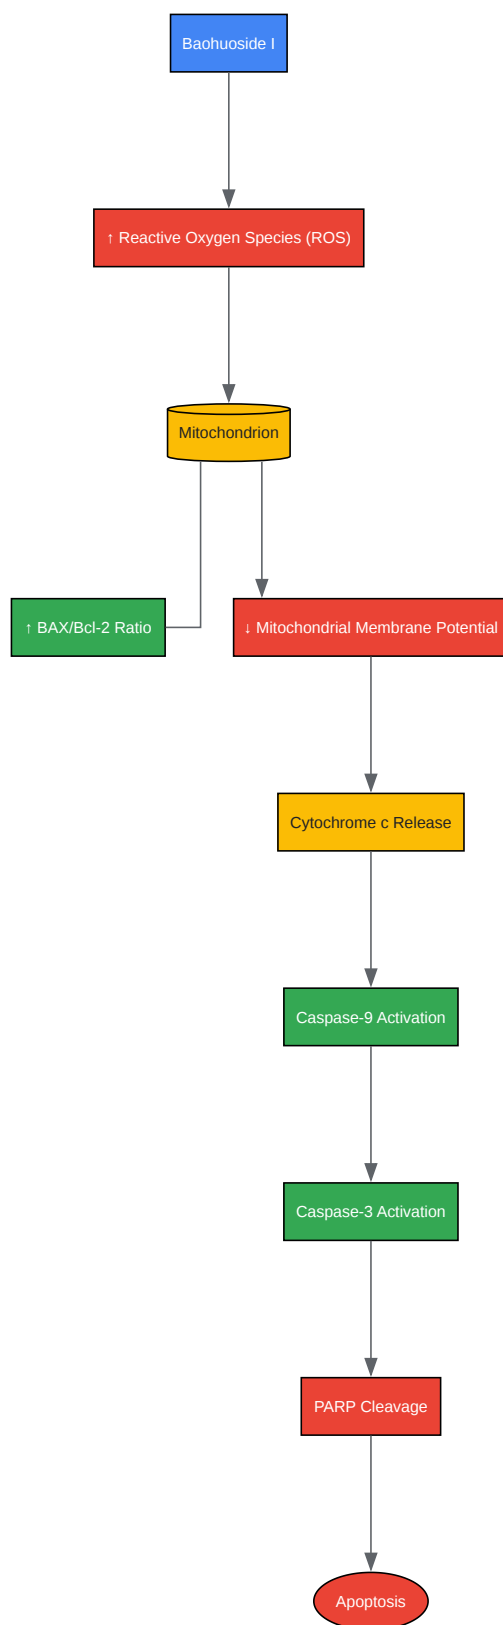 Baohuoside I
↑ Reactive Oxygen Species (ROS)
Mitochondrion
↑ BAX/Bcl-2 Ratio
↓ Mitochondrial Membrane Potential
Cytochrome c Release
Caspase-9 Activation
Caspase-3 Activation
PARP Cleavage
Apoptosis